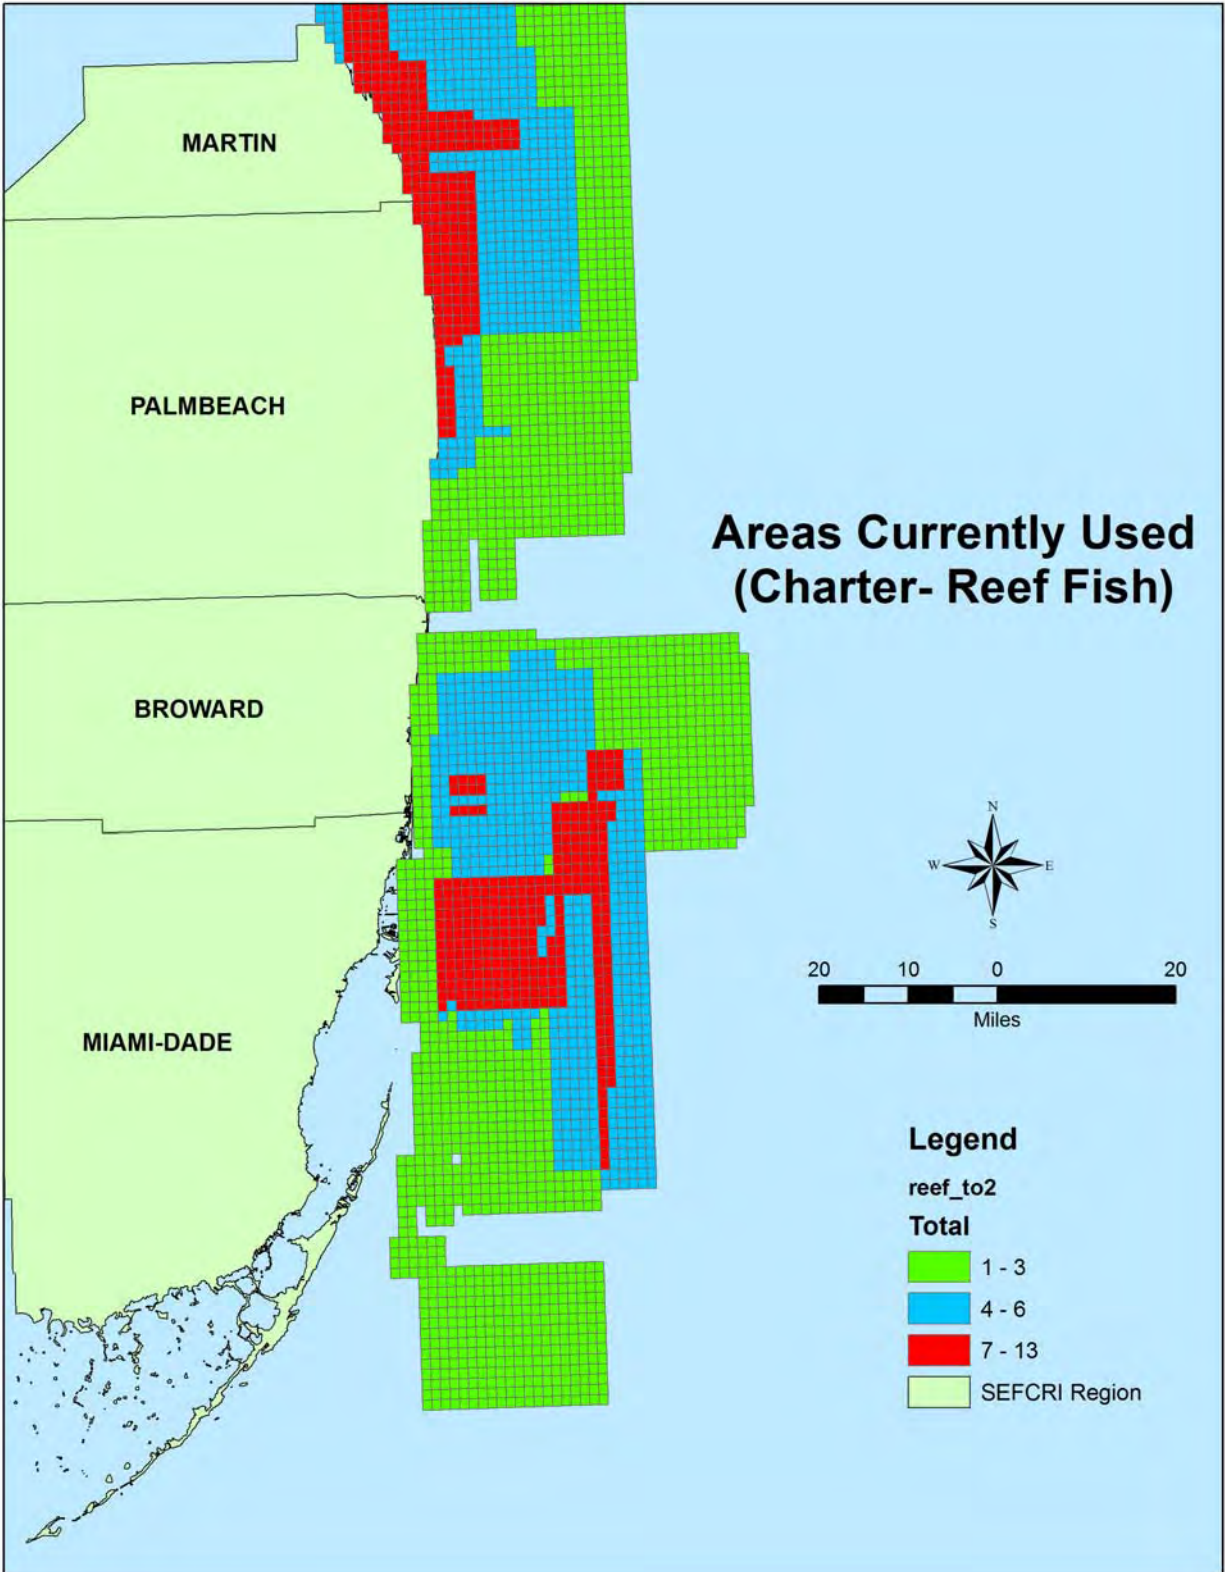 MARTIN
PALMBEACH
Areas Currently Used
(Charter- Reef Fish)
BROWARD
N
W E
S
20 10 0 20
Miles
MIAMI-DADE
Legend
reef_to2
Total
1 - 3
4 - 6
7 - 13
SEFCRI Region